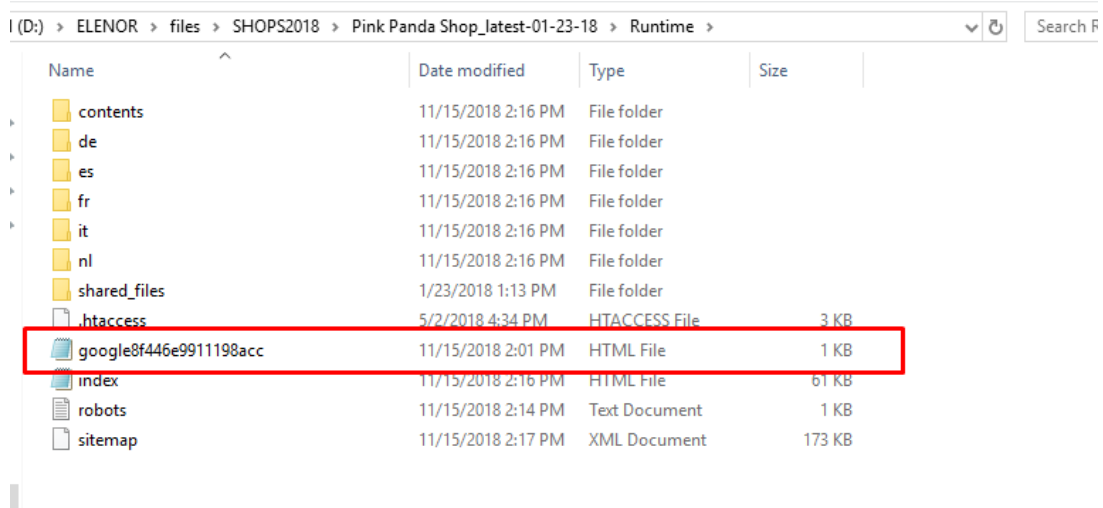 (D:) > ELENOR > files > SHOPS2018 > Pink Panda Shop_latest-01-23-18 > Runtime > Search
Name Date modified Type Size
contents 11/15/2018 2:16 PM File folder
de 11/15/2018 2:16 PM File folder
es 11/15/2018 2:16 PM File folder
fr 11/15/2018 2:16 PM File folder
it 11/15/2018 2:16 PM File folder
nl 11/15/2018 2:16 PM File folder
shared_files 1/23/2018 1:13 PM File folder
.htaccess 5/2/2018 4:34 PM HTACCESS File 3 KB
google8f446e9911198acc 11/15/2018 2:01 PM HTML File 1 KB
index 11/15/2018 2:16 PM HTML File 61 KB
robots 11/15/2018 2:14 PM Text Document 1 KB
sitemap 11/15/2018 2:17 PM XML Document 173 KB